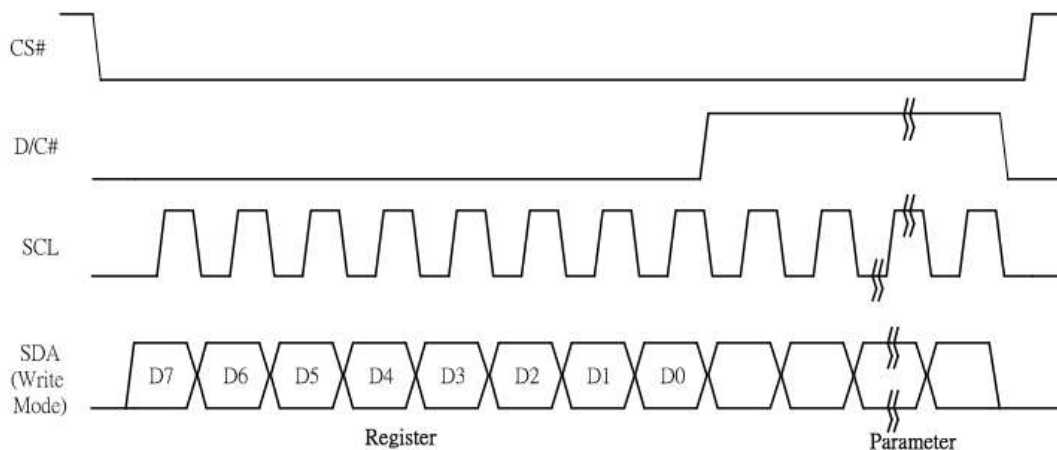 CS#
D/C#
SCL
SDA
(Write
Mode)
D7 D6 D5 D4 D3 D2 D1 D0
Register Parameter